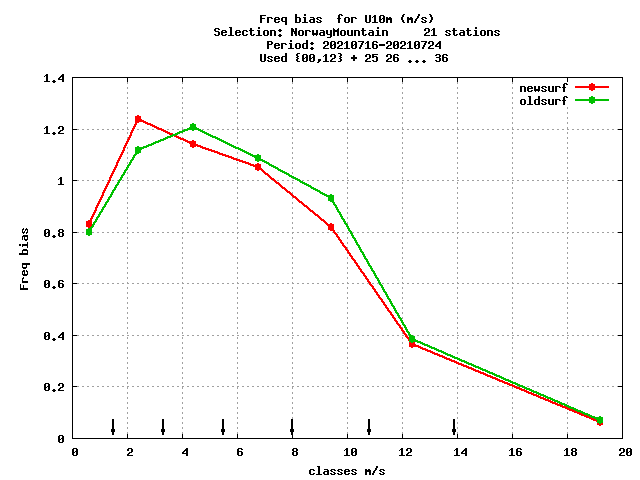 Freq bias  for U10m (m/s)
Selection: NorwayMountain     21 stations
Period: 20210716-20210724
Used {00,12} + 25 26 ... 36
newsurf
oldsurf
1.4
1.2
1
0.8
0.6
0.4
0.2
0
Freq bias
0 2 4 6 8 10 12 14 16 18 20
classes m/s